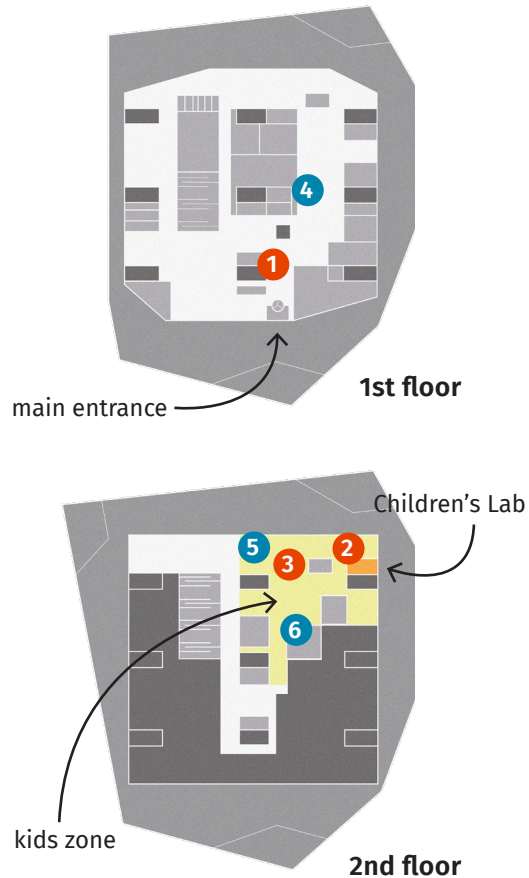 4
1
1st floor
main entrance
Children's Lab
5
2
3
6
kids zone
2nd floor